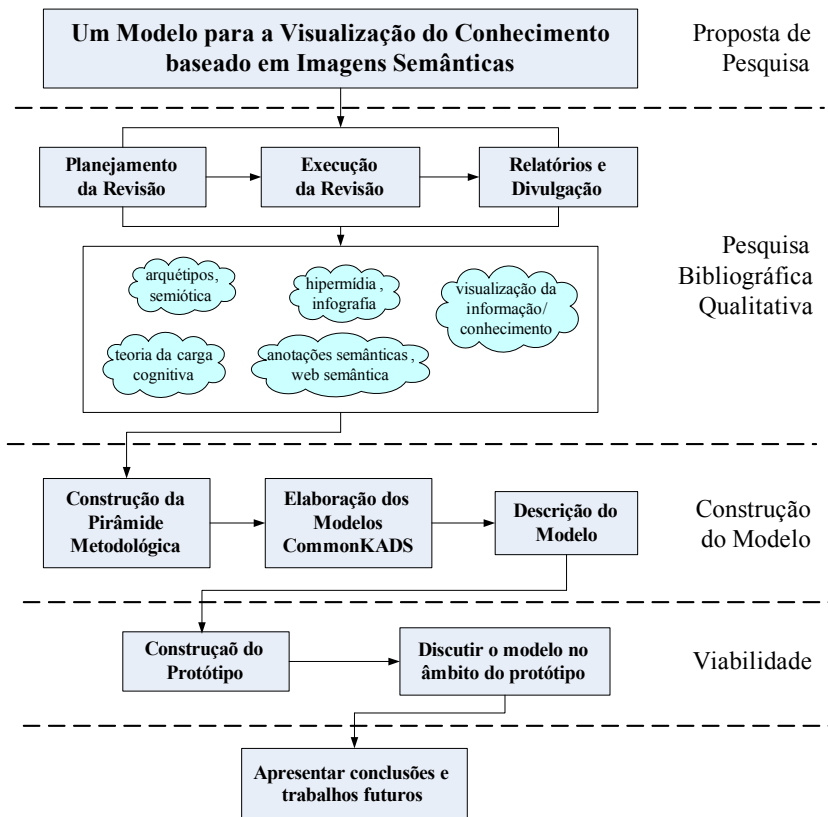 Um Modelo para a Visualização do Conhecimento
baseado em Imagens Semânticas
Proposta de
Pesquisa
Planejamento
da Revisão
Execução
da Revisão
Relatórios e
Divulgação
Pesquisa
Bibliográfica
Qualitativa
arquétipos,
semiótica
hipermídia ,
infografia
visualização da
informação/
conhecimento
teoria da carga
cognitiva
anotações semânticas ,
web semântica
Construção da
Pirâmide
Metodológica
Elaboração dos
Modelos
CommonKADS
Descrição do
Modelo
Construção
do Modelo
Construçaõ do
Protótipo
Discutir o modelo no
âmbito do protótipo
Viabilidade
Apresentar conclusões e
trabalhos futuros